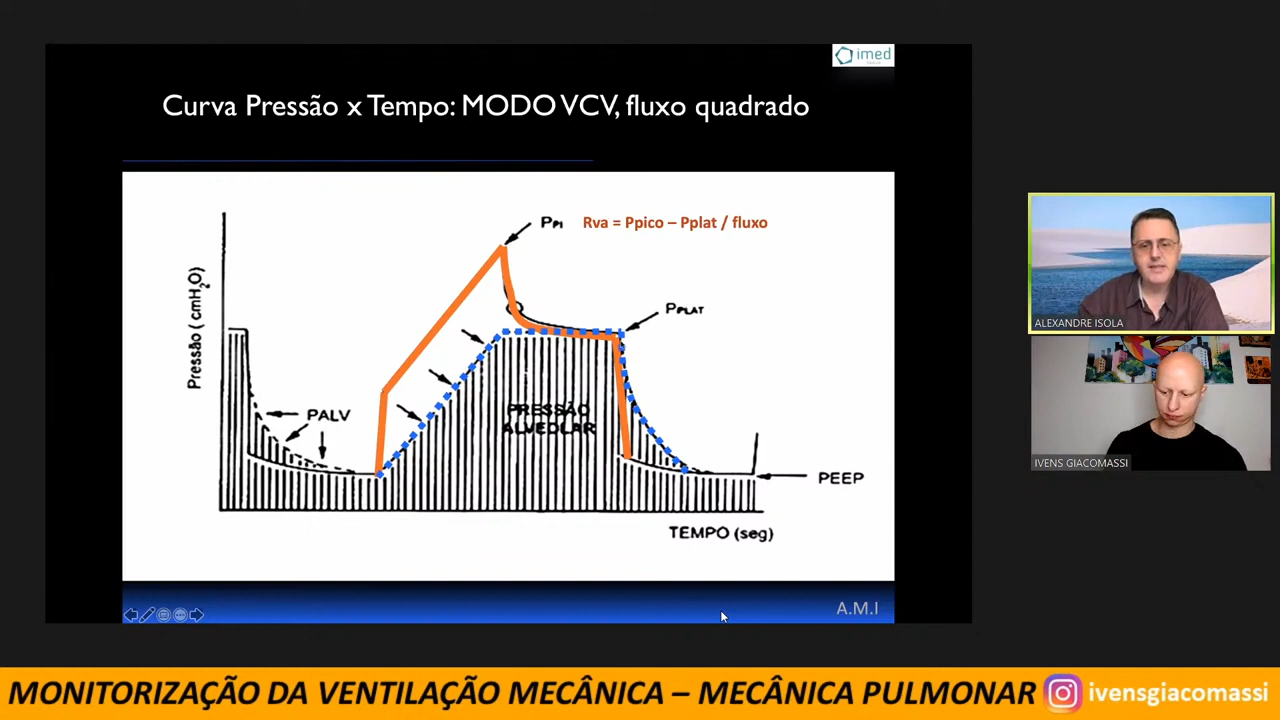 imed
Curva Pressão x Tempo: MODO VCV, fluxo quadrado
PPI
Rva = Ppico – Pplat / fluxo
PPLAT
Pressão (cmH2O)
PALV
PRESSÃO
ALVEOLAR
PEEP
TEMPO (seg)
A.M.I
ALEXANDRE ISOLA
IVENS GIACOMASSI
MONITORIZAÇÃO DA VENTILAÇÃO MECÂNICA – MECÂNICA PULMONAR
ivensgiacomassi